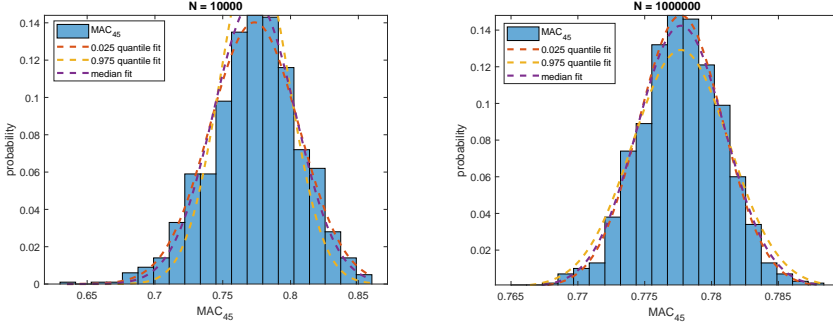 N = 10000
0.14
0.12
0.1
0.08
0.06
0.04
0.02
0
probability
MAC45
0.025 quantile fit
0.975 quantile fit
median fit
0.65
0.7
0.75
0.8
0.85
MAC45
N = 1000000
0.14
0.12
0.1
0.08
0.06
0.04
0.02
probability
MAC45
0.025 quantile fit
0.975 quantile fit
median fit
0.765
0.77
0.775
0.78
0.785
MAC45